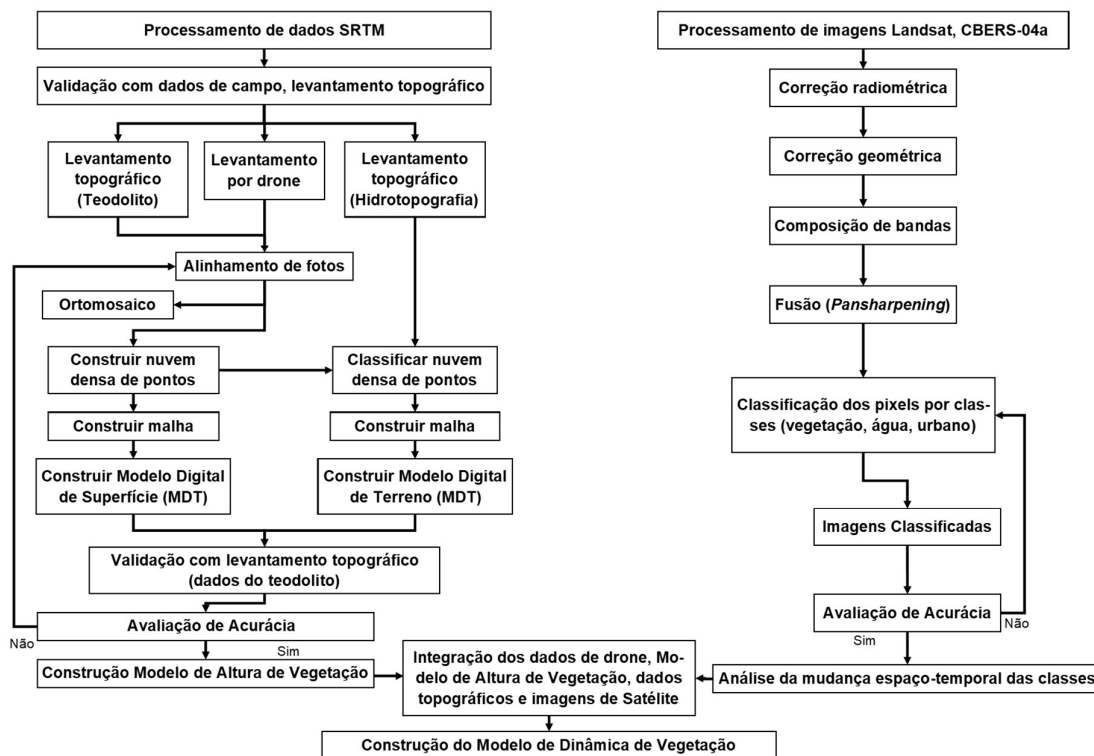 Processamento de dados SRTM
Validação com dados de campo, levantamento topográfico
Levantamento
topográfico
(Teodolito)
Levantamento
por drone
Levantamento
topográfico
(Hidrotopografia)
Alinhamento de fotos
Ortomosaico
Construir nuvem
densa de pontos
Classificar nuvem
densa de pontos
Construir malha
Construir malha
Construir Modelo Digital
de Superfície (MDT)
Construir Modelo Digital
de Terreno (MDT)
Validação com levantamento topográfico
(dados do teodolito)
Avaliação de Acurácia
Não
Sim
Construção Modelo de Altura de Vegetação
Processamento de imagens Landsat, CBERS-04a
Correção radiométrica
Correção geométrica
Composição de bandas
Fusão (Pansharpening)
Classificação dos pixels por clas-
ses (vegetação, água, urbano)
Imagens Classificadas
Avaliação de Acurácia
Não
Sim
Análise da mudança espaço-temporal das classes
Integração dos dados de drone, Mo-
delo de Altura de Vegetação, dados
topográficos e imagens de Satélite
Construção do Modelo de Dinâmica de Vegetação